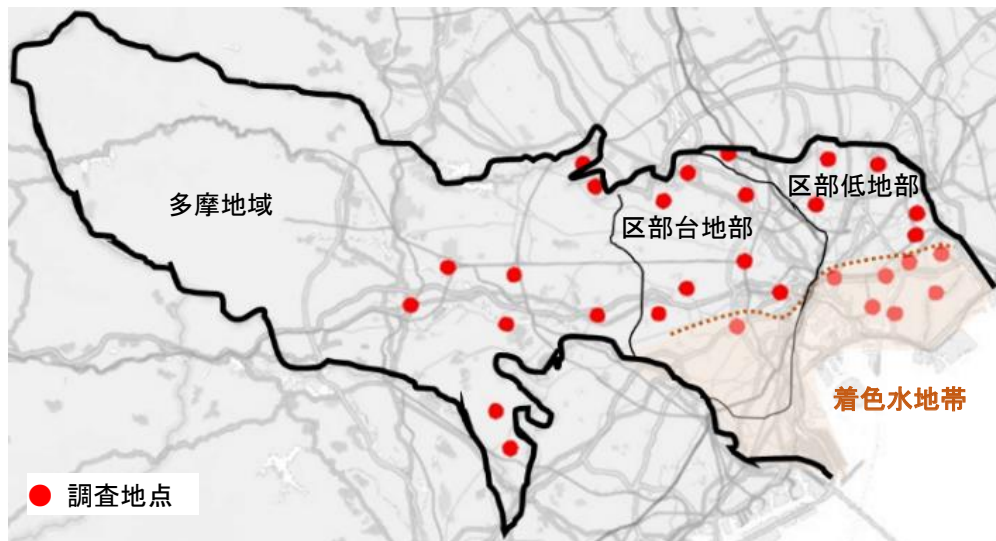 多摩地域
区部台地部
区部低地部
着色水地帯
調査地点